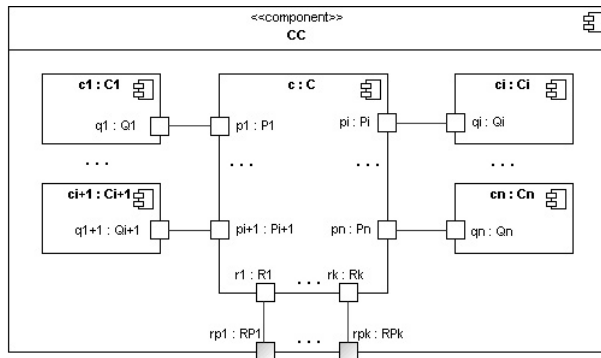 <<component>>
CC
c1 : C1
c : C
ci : Ci
q1 : Q1
p1 : P1
pi : Pi
qi : Qi
. . .
. . .
. . .
. . .
ci+1 : Ci+1
cn : Cn
q1+1 : Qi+1
pi+1 : Pi+1
pn : Pn
qn : Qn
r1 : R1
. . .
rk : Rk
rp1 : RP1
. . .
rpk : RPk